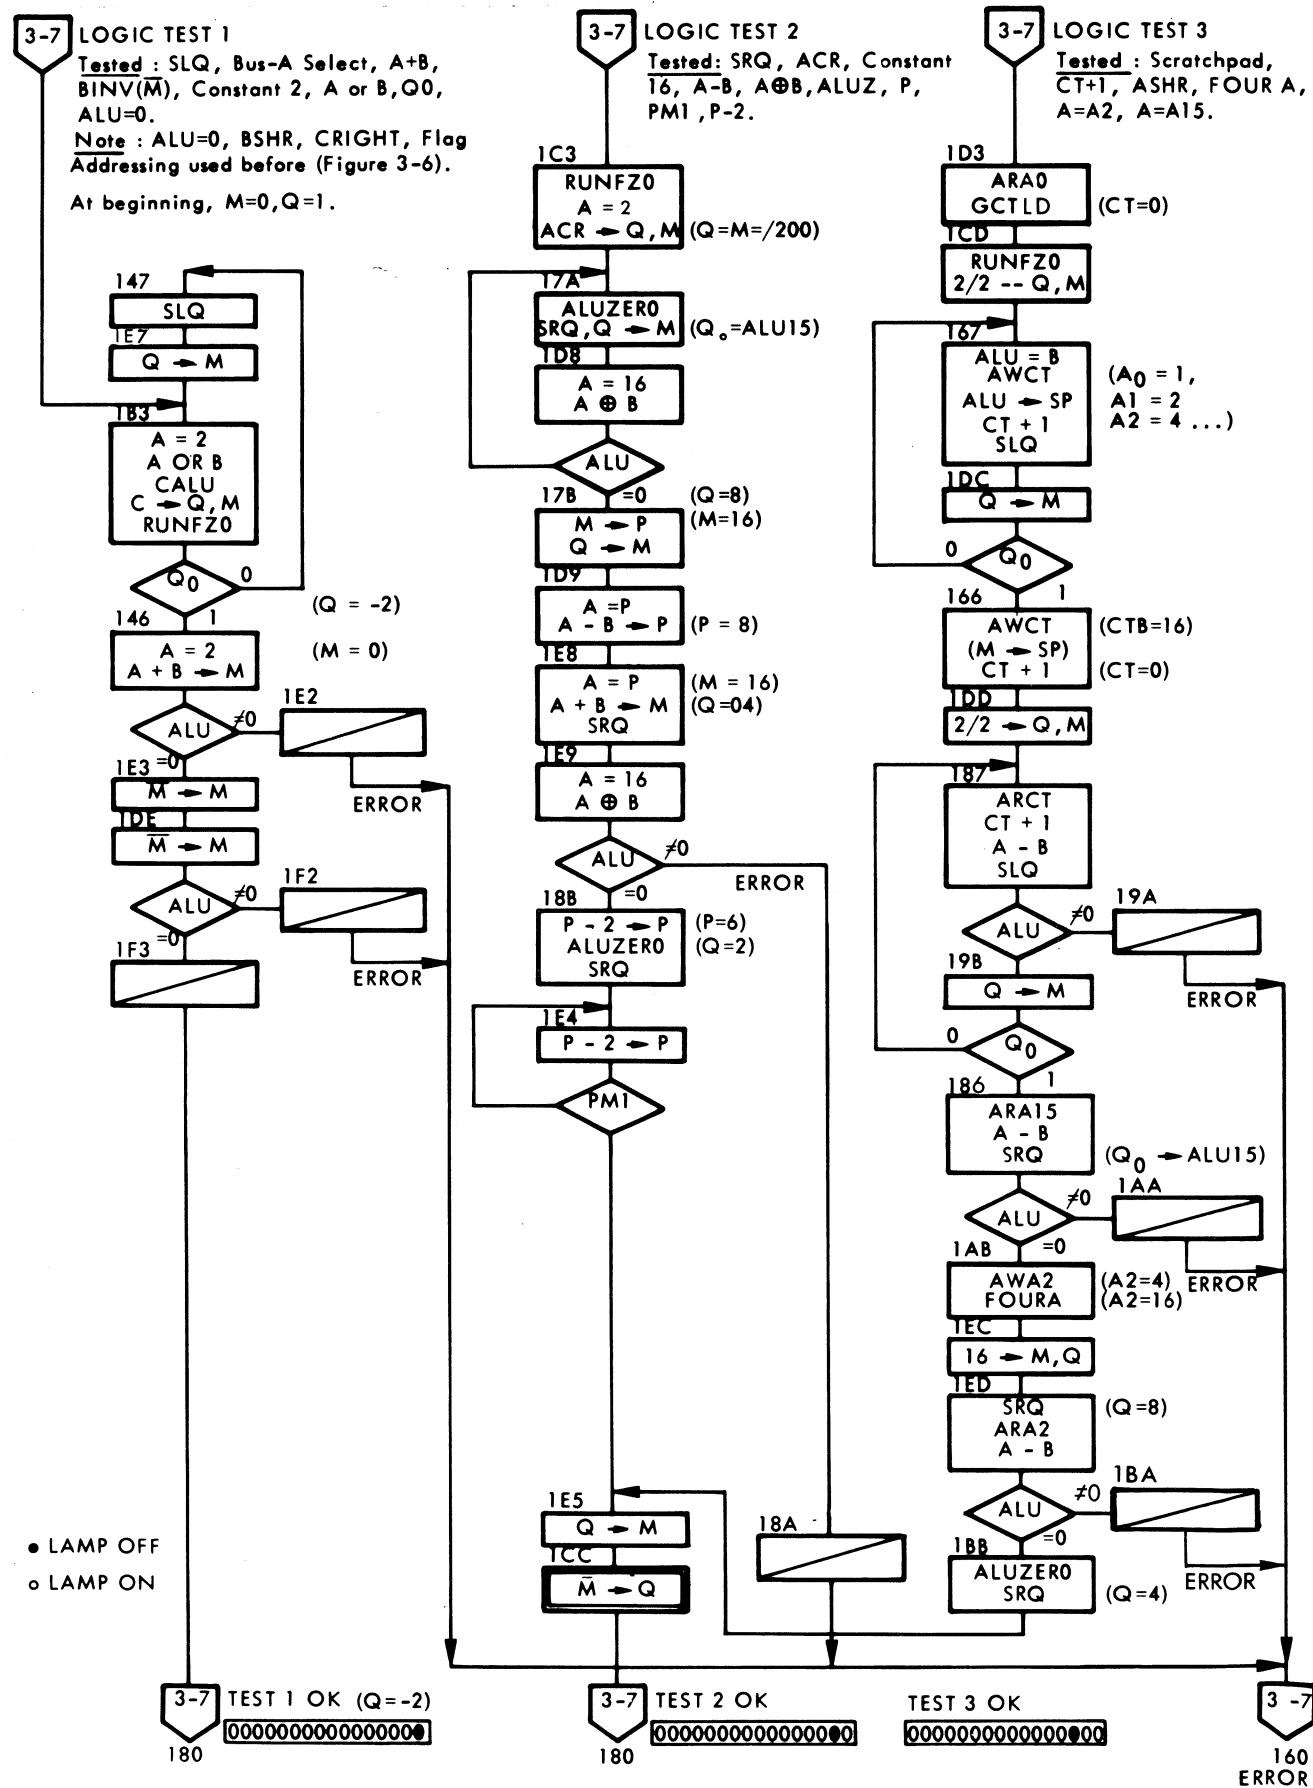 3-7 LOGIC TEST 1
Tested : SLQ, Bus-A Select, A+B,
BINV(M̅), Constant 2, A or B,Q0,
ALU=0.
Note : ALU=0, BSHR, CRIGHT, Flag
Addressing used before (Figure 3-6).
At beginning, M=0,Q=1.
147
SLQ
1E7
Q → M
1B3
A = 2
A OR B
CALU
C → Q, M
RUNFZ0
Q0
0
1
(Q = -2)
146
A = 2
A + B → M
(M = 0)
ALU
≠0
1E2
ERROR
=0
1E3
M̅ → M
1DE
M̅ → M
ALU
≠0
1F2
ERROR
=0
1F3
● LAMP OFF
○ LAMP ON
3-7
TEST 1 OK (Q=-2)
000000000000000●
180
3-7 LOGIC TEST 2
Tested: SRQ, ACR, Constant
16, A-B, A⊕B,ALUZ, P,
PM1 ,P-2.
1C3
RUNFZ0
A = 2
ACR → Q, M (Q=M=/200)
17A
ALUZERO
SRQ, Q → M (Q₀=ALU15)
1D8
A = 16
A ⊕ B
ALU
=0
(Q=8)
17B
M → P (M=16)
Q → M
1D9
A =P
A - B → P (P = 8)
1E8
A = P (M = 16)
A + B → M (Q=04)
SRQ
1E9
A = 16
A ⊕ B
ALU
≠0
ERROR
=0
18B
P - 2 → P (P=6)
ALUZERO (Q=2)
SRQ
1E4
P - 2 → P
PM1
1E5
Q → M
1CC
M̅ → Q
18A
3-7
TEST 2 OK
00000000000000●0
180
3-7 LOGIC TEST 3
Tested : Scratchpad,
CT+1, ASHR, FOUR A,
A=A2, A=A15.
1D3
ARA0
GCTLD (CT=0)
1CD
RUNFZ0
2/2 -- Q, M
167
ALU = B
AWCT (A0 = 1,
ALU → SP A1 = 2
CT + 1 A2 = 4 ...)
SLQ
1DC
Q → M
0
Q0
1
166
AWCT (CTB=16)
(M → SP)
CT + 1 (CT=0)
1DD
2/2 → Q, M
187
ARCT
CT + 1
A - B
SLQ
ALU
≠0
19A
ERROR
19B
Q → M
0
Q0
1
186
ARA15
A - B
SRQ (Q0 → ALU15)
ALU
≠0
1AA
ERROR
=0
1AB
AWA2 (A2=4)
FOURA (A2=16)
1EC
16 → M, Q
1ED
SRQ (Q=8)
ARA2
A - B
ALU
≠0
1BA
ERROR
=0
1BB
ALUZERO
SRQ (Q=4)
TEST 3 OK
0000000000000●00
3 -7
160
ERROR